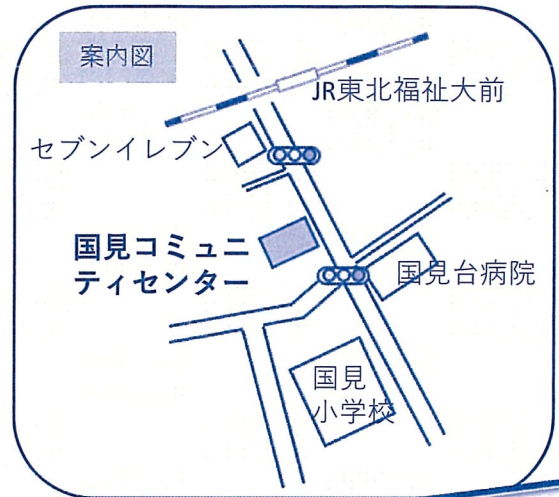 案内図
JR東北福祉大前
セブンイレブン
国見コミュニ
ティセンター
国見台病院
国見
小学校